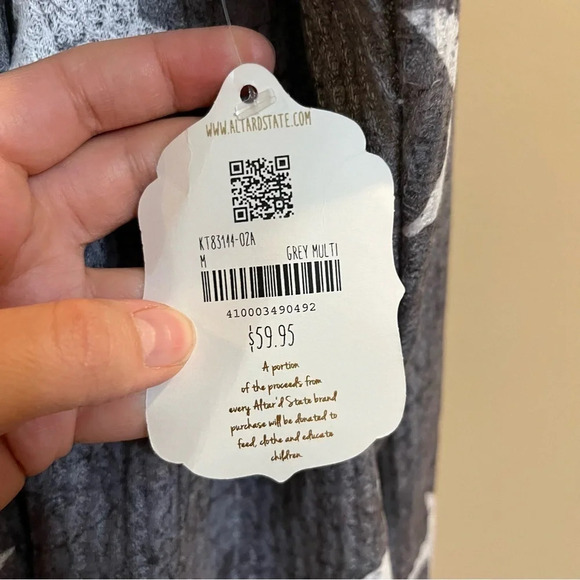 WWW.ALTARDSTATE.COM
KT83444-02A
M GREY MULTI
410003490492
$59.95
A portion
of the proceeds from
every Altar'd State brand
purchase will be donated to
feed, clothe and educate
children.